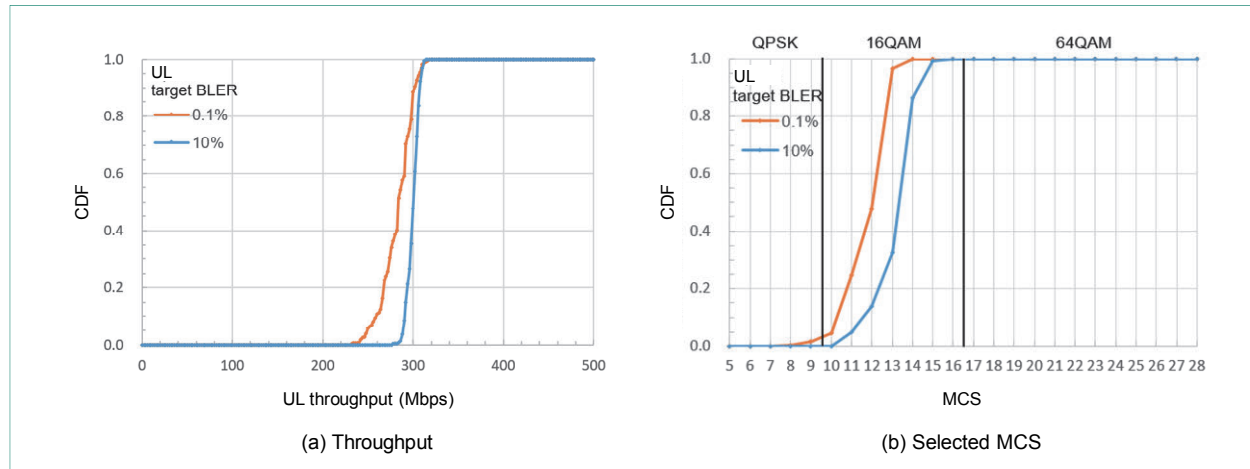 UL
target BLER
0.1%
10%
CDF
1.0
0.8
0.6
0.4
0.2
0.0
0 100 200 300 400 500
UL throughput (Mbps)
(a) Throughput
QPSK 16QAM 64QAM
UL
target BLER
0.1%
10%
CDF
1.0
0.8
0.6
0.4
0.2
0.0
5 6 7 8 9 10 11 12 13 14 15 16 17 18 19 20 21 22 23 24 25 26 27 28
MCS
(b) Selected MCS